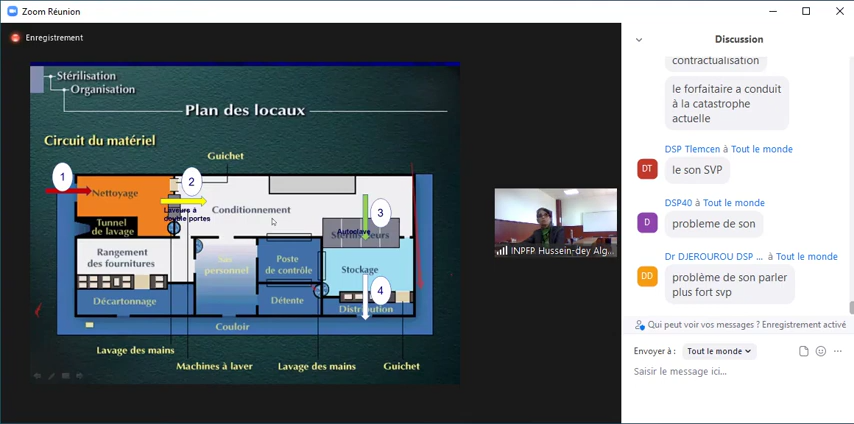 Zoom Réunion
Enregistrement
Stérilisation
Organisation
Plan des locaux
Circuit du matériel
Guichet
1
2
3
4
Nettoyage
Laveurs à
double portes
Conditionnement
Tunnel
de lavage
Autoclave
Stérilisateurs
Rangement
des fournitures
Sas
personnel
Poste
de contrôle
Stockage
Décartonnage
Détente
Distribution
Couloir
Lavage des mains
Machines à laver
Lavage des mains
Guichet
INPFP Hussein-dey Alg...
Discussion
contractualisation
le forfaitaire a conduit
à la catastrophe
actuelle
DSP Tlemcen à Tout le monde
DT
le son SVP
DSP40 à Tout le monde
D
probleme de son
Dr DJEROUROU DSP ... à Tout le monde
DD
problème de son parler
plus fort svp
Qui peut voir vos messages ? Enregistrement activé
Envoyer à : Tout le monde
Saisir le message ici...